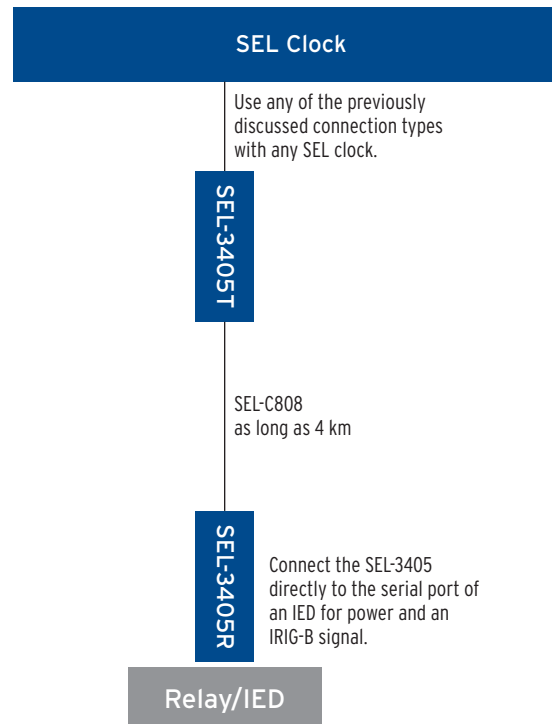 SEL Clock
Use any of the previously
discussed connection types
with any SEL clock.
SEL-3405T
SEL-C808
as long as 4 km
SEL-3405R
Connect the SEL-3405
directly to the serial port of
an IED for power and an
IRIG-B signal.
Relay/IED